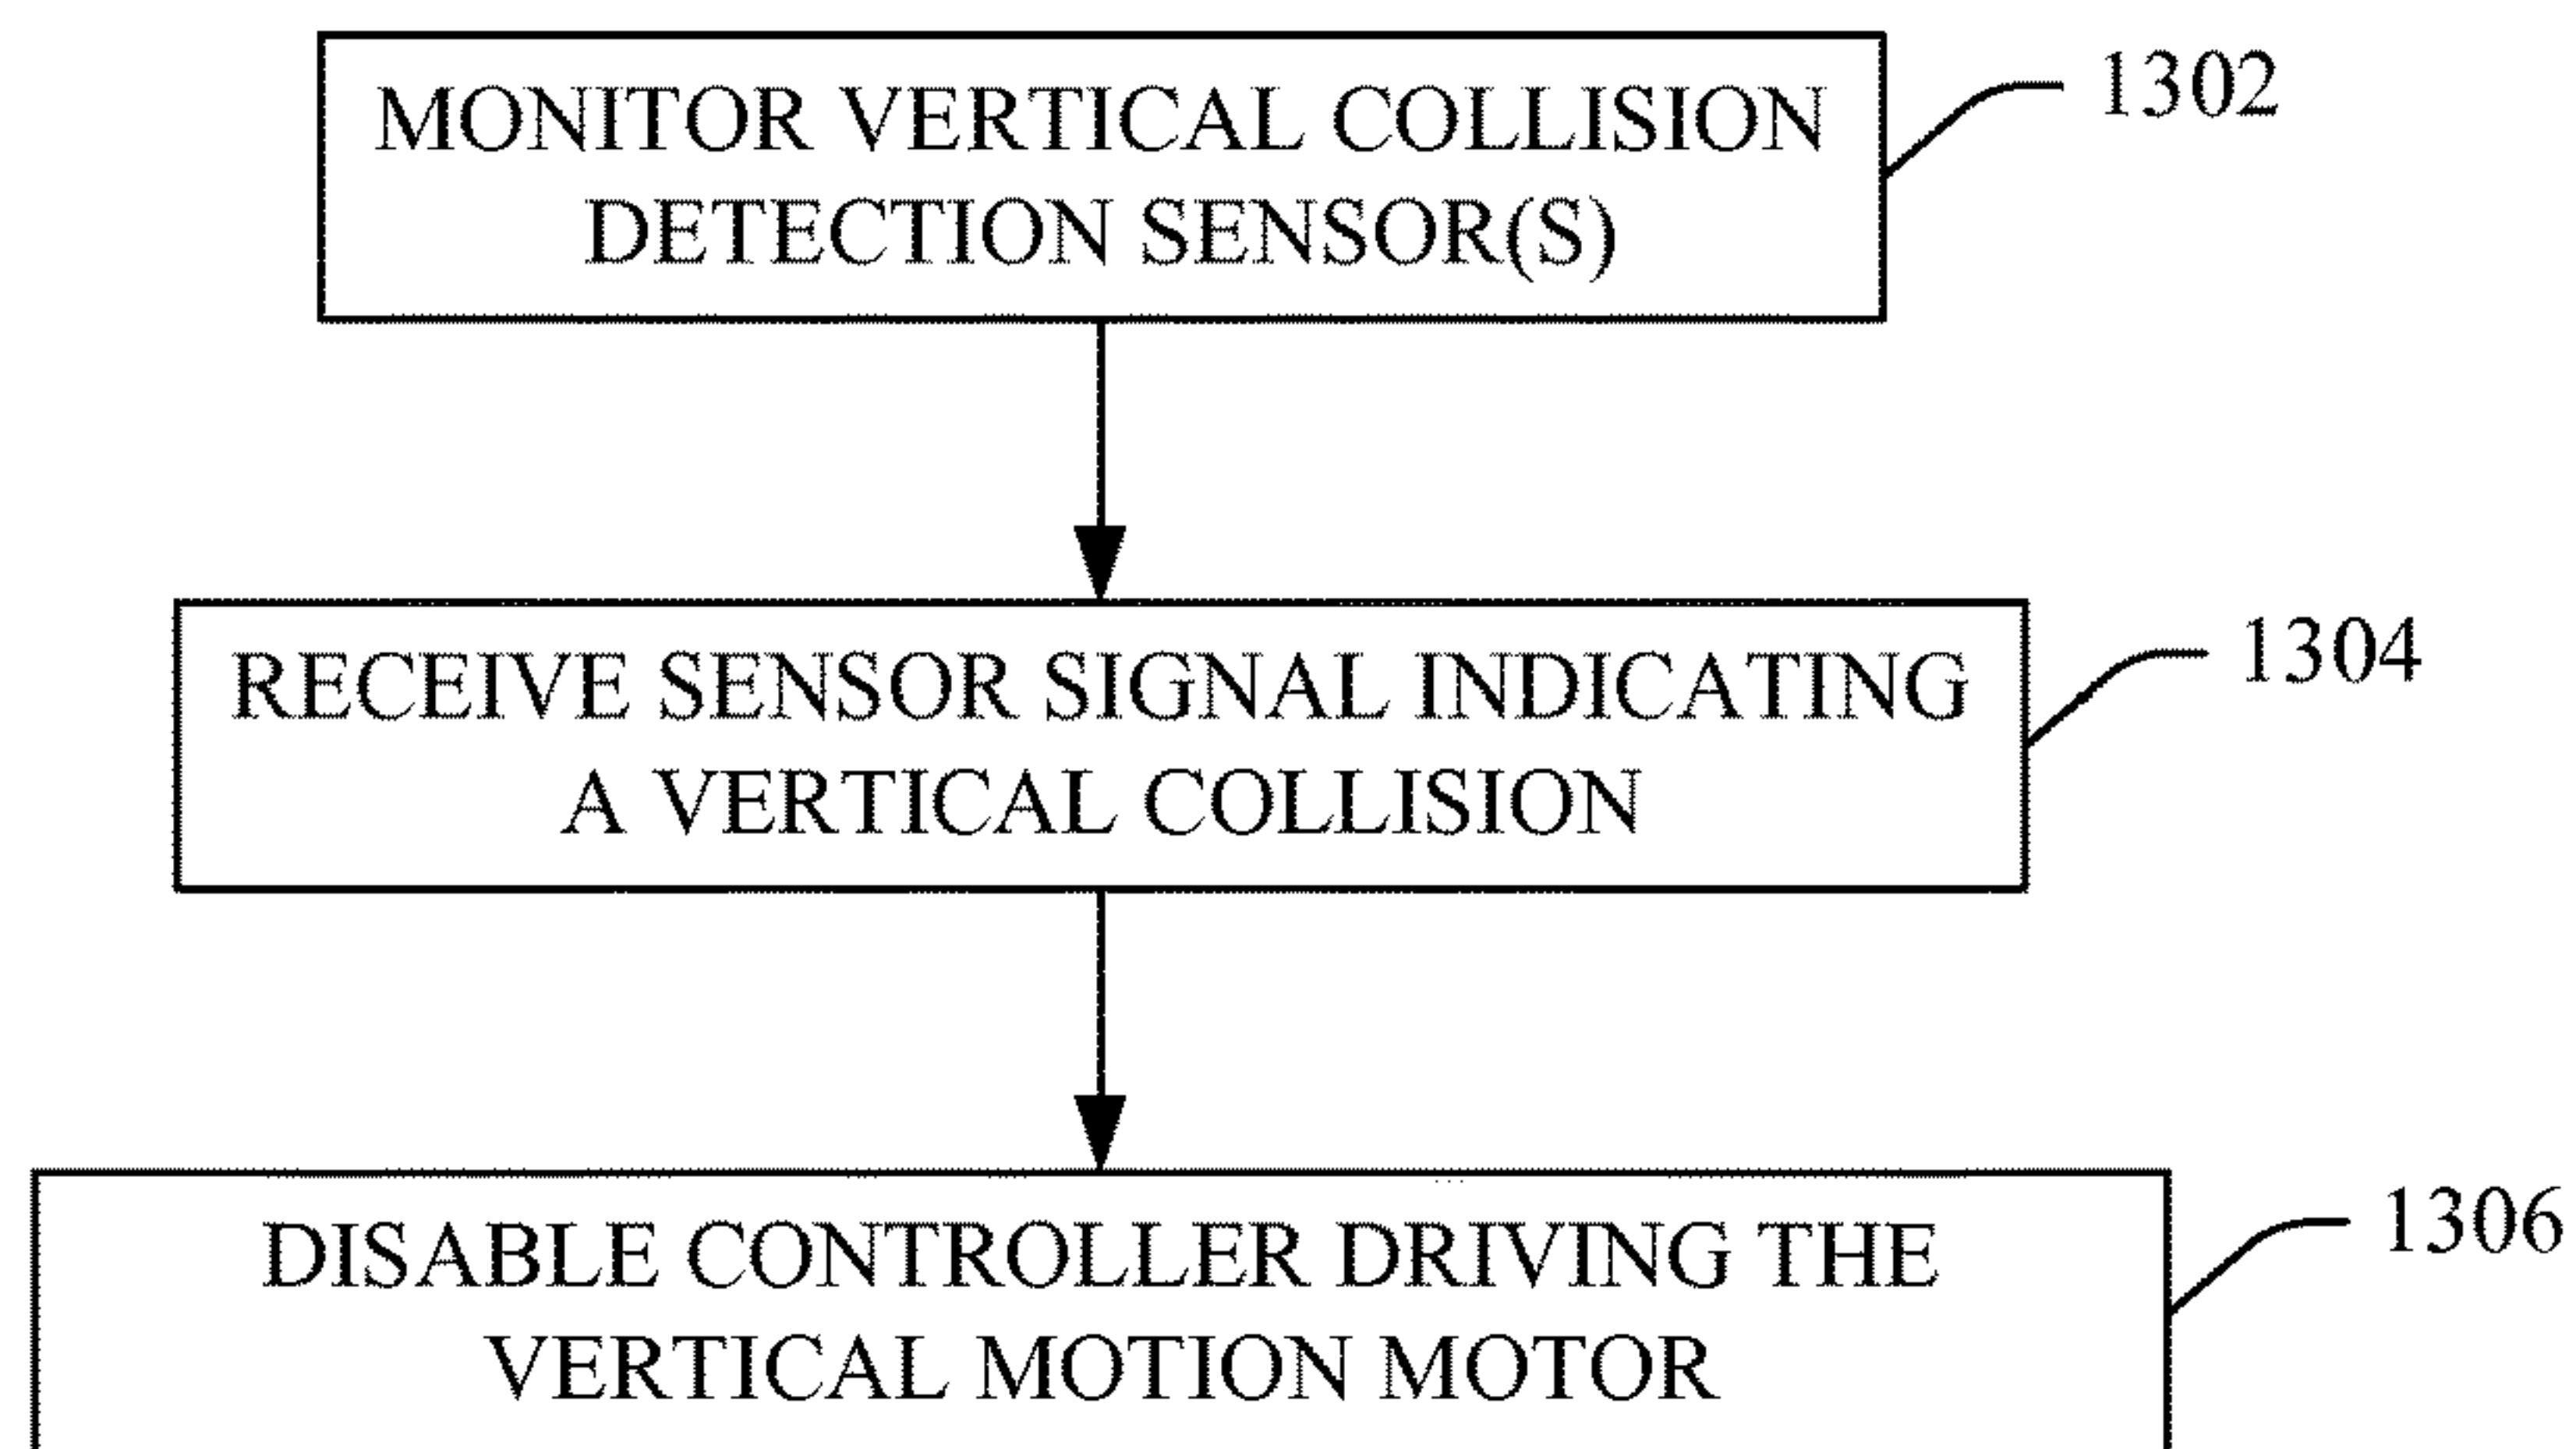 MONITOR VERTICAL COLLISION
DETECTION SENSOR(S)
1302
RECEIVE SENSOR SIGNAL INDICATING
A VERTICAL COLLISION
1304
DISABLE CONTROLLER DRIVING THE
VERTICAL MOTION MOTOR
1306